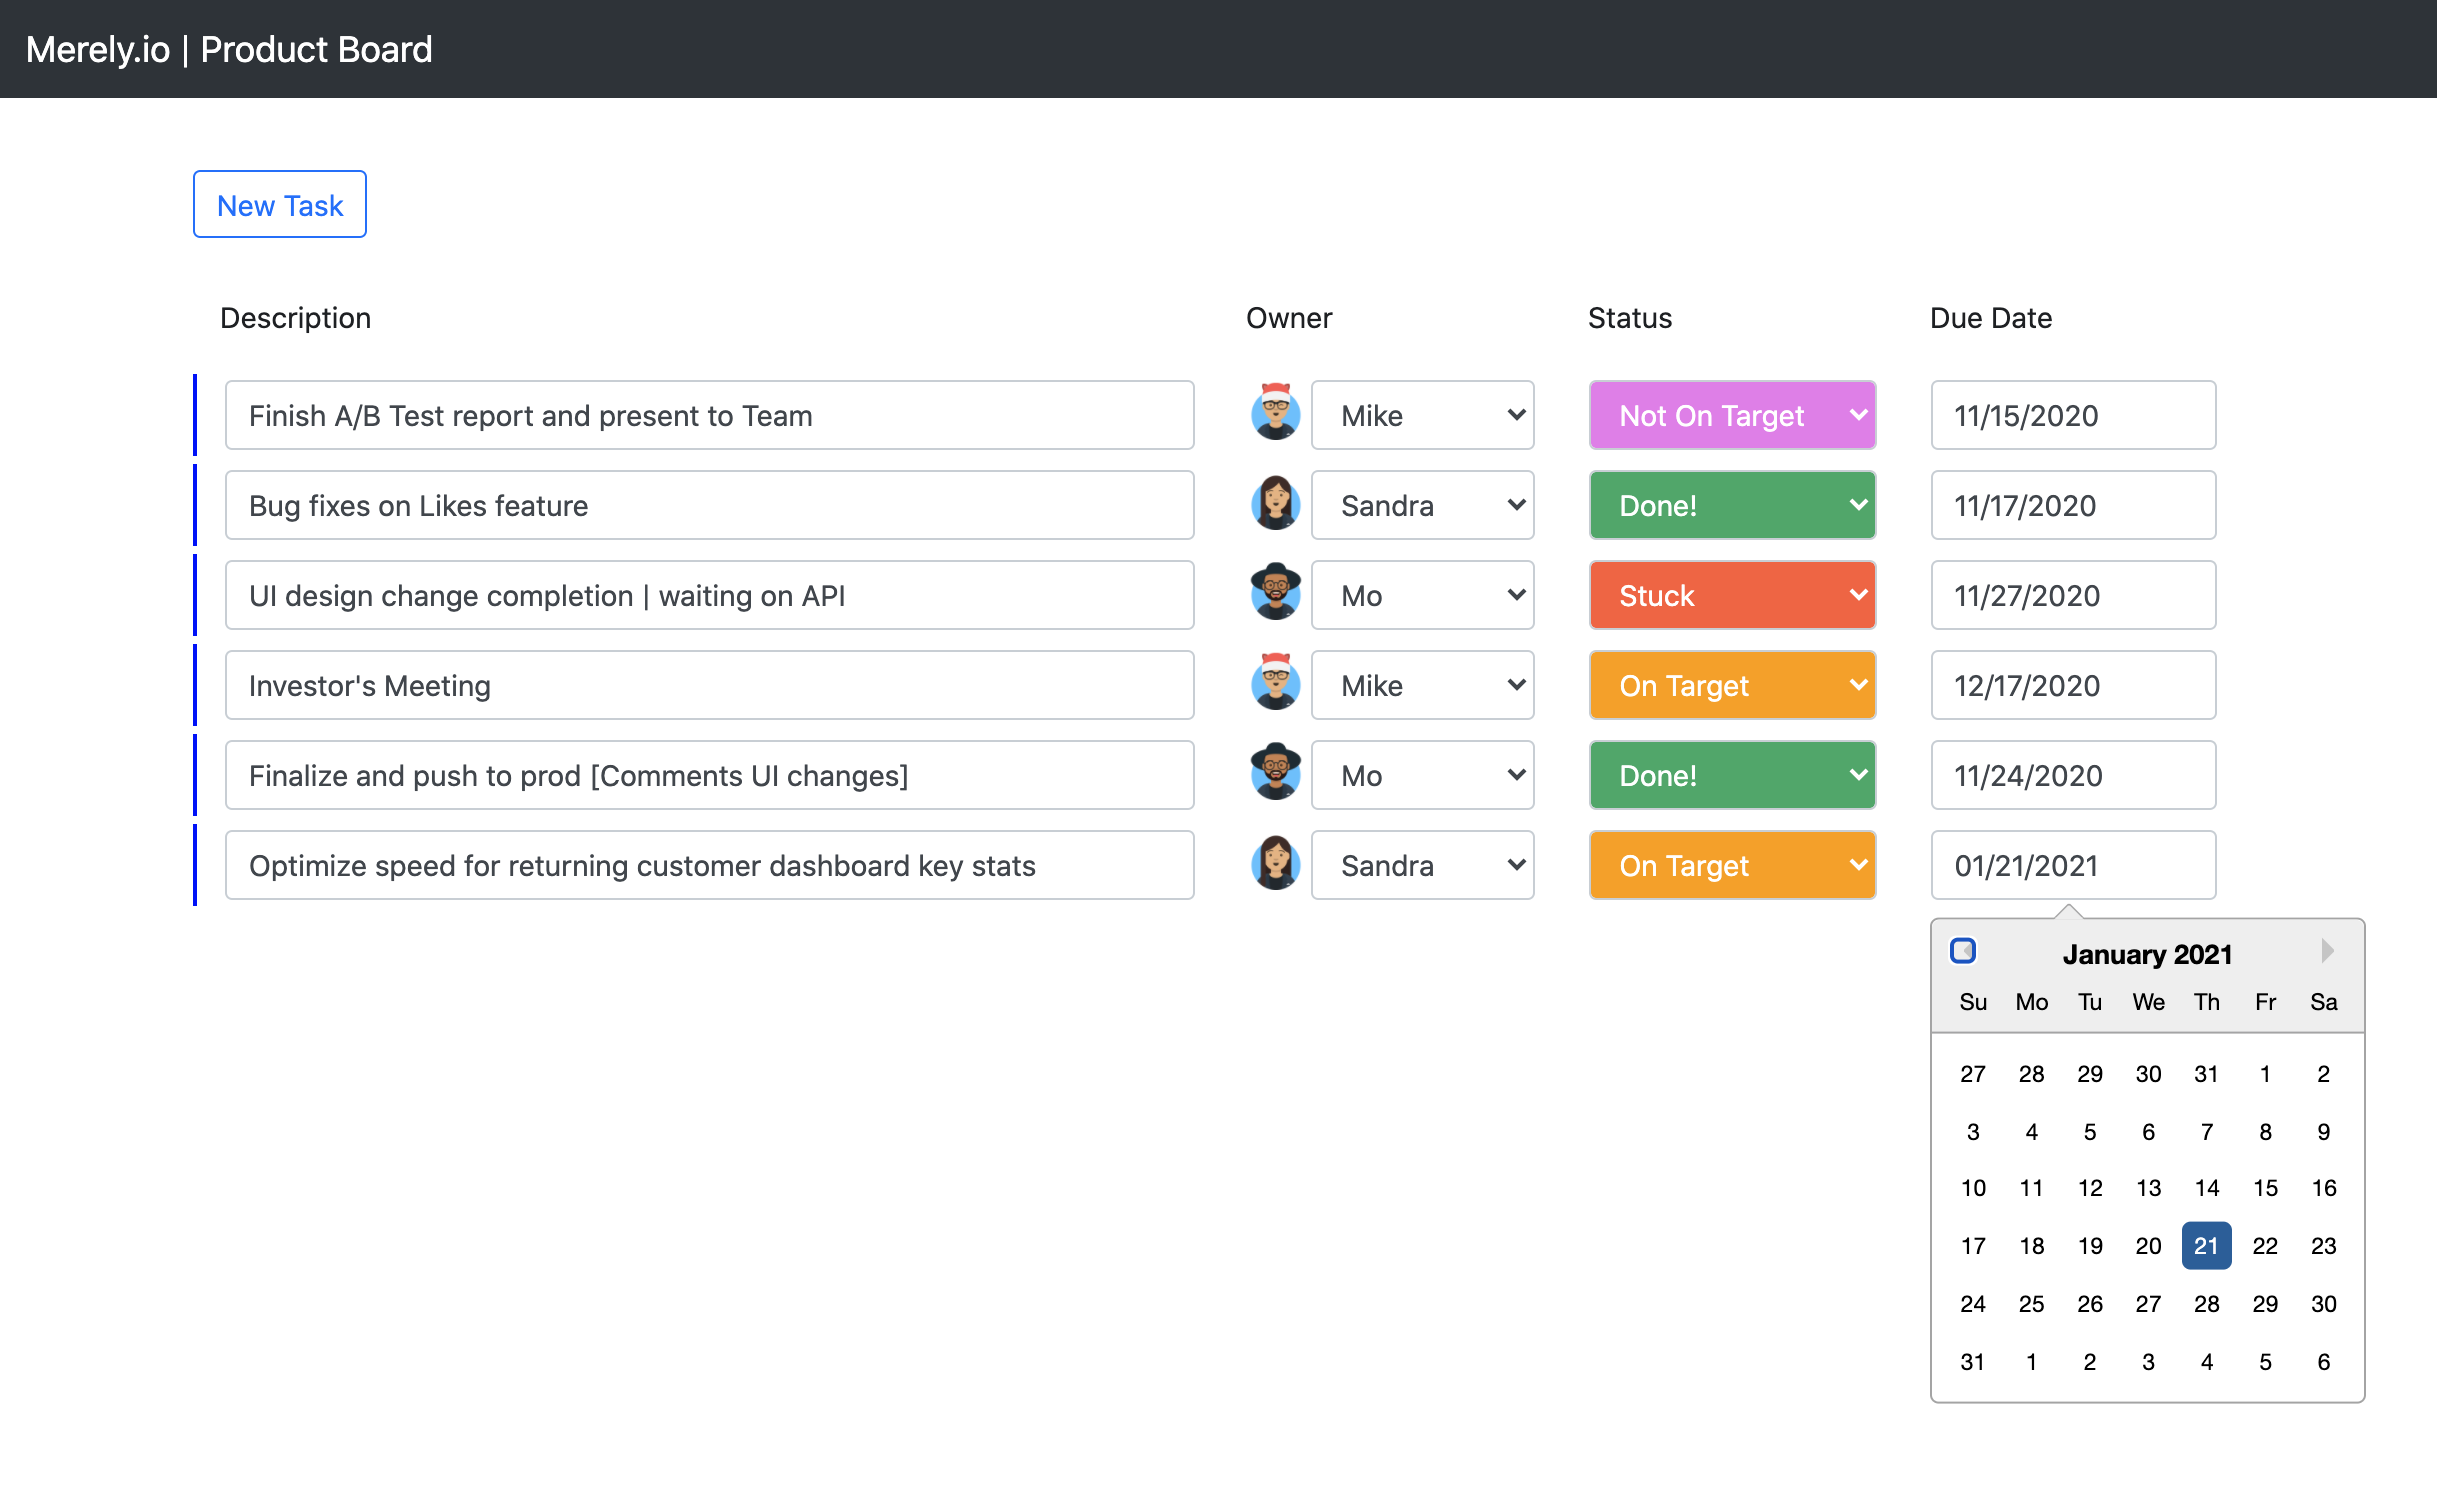 Merely.io | Product Board
New Task
Description Owner Status Due Date
Finish A/B Test report and present to Team Mike Not On Target 11/15/2020
Bug fixes on Likes feature Sandra Done! 11/17/2020
UI design change completion | waiting on API Mo Stuck 11/27/2020
Investor's Meeting Mike On Target 12/17/2020
Finalize and push to prod [Comments UI changes] Mo Done! 11/24/2020
Optimize speed for returning customer dashboard key stats Sandra On Target 01/21/2021
January 2021
Su Mo Tu We Th Fr Sa
27 28 29 30 31 1 2
3 4 5 6 7 8 9
10 11 12 13 14 15 16
17 18 19 20 21 22 23
24 25 26 27 28 29 30
31 1 2 3 4 5 6